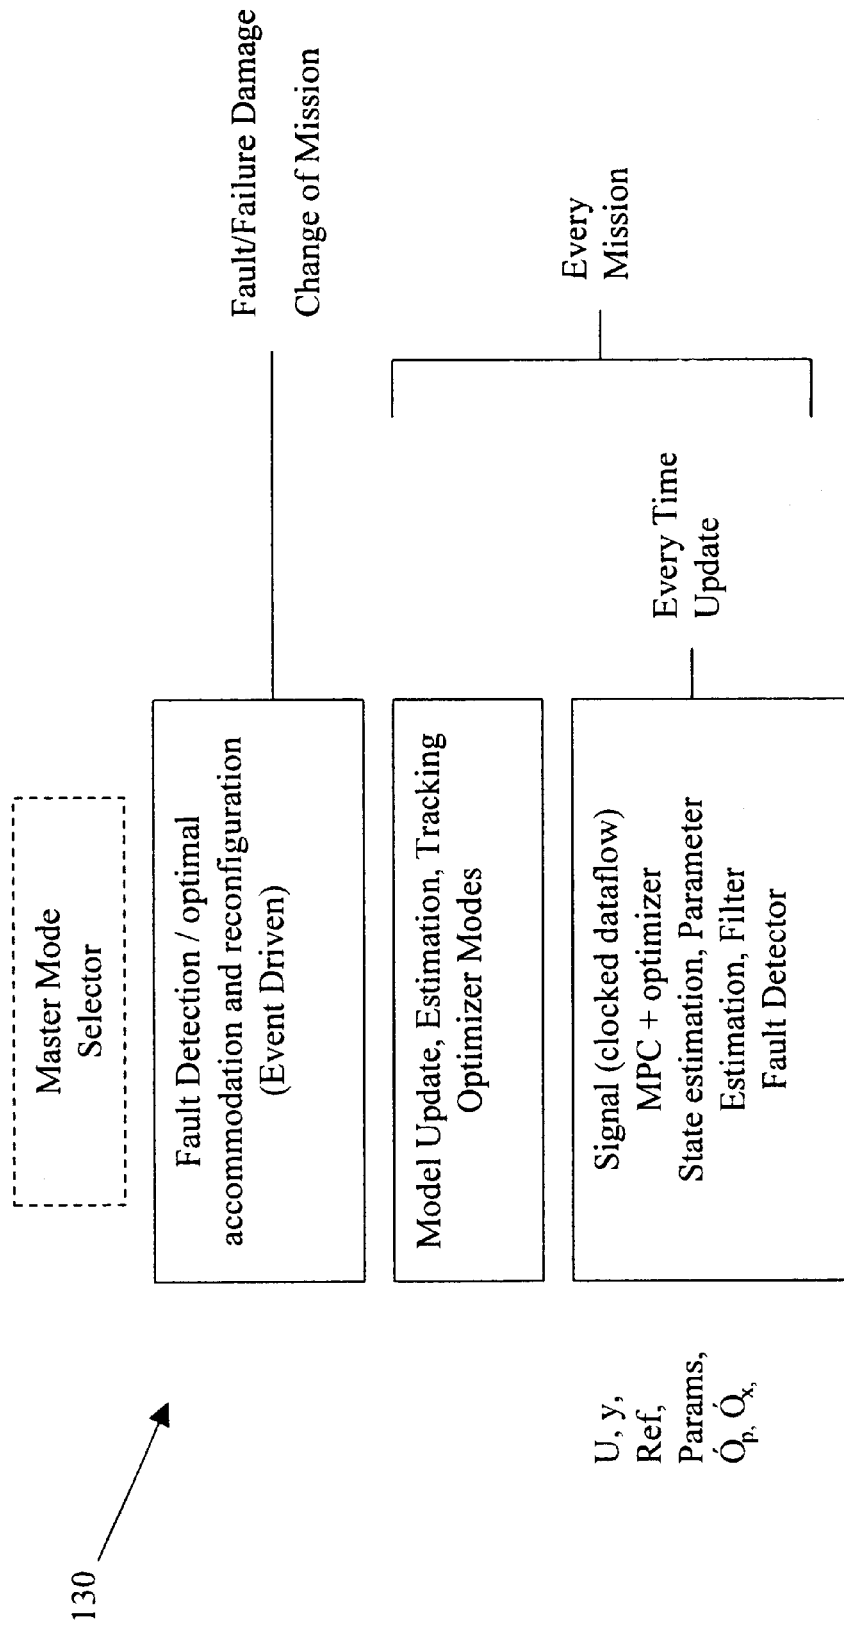 130
Master Mode
Selector
Fault Detection / optimal
accommodation and reconfiguration
(Event Driven)
Fault/Failure Damage
Change of Mission
Model Update, Estimation, Tracking
Optimizer Modes
Every
Mission
U, y,
Ref,
Params,
Óp, Óx,
Signal (clocked dataflow)
MPC + optimizer
State estimation, Parameter
Estimation, Filter
Fault Detector
Every Time
Update